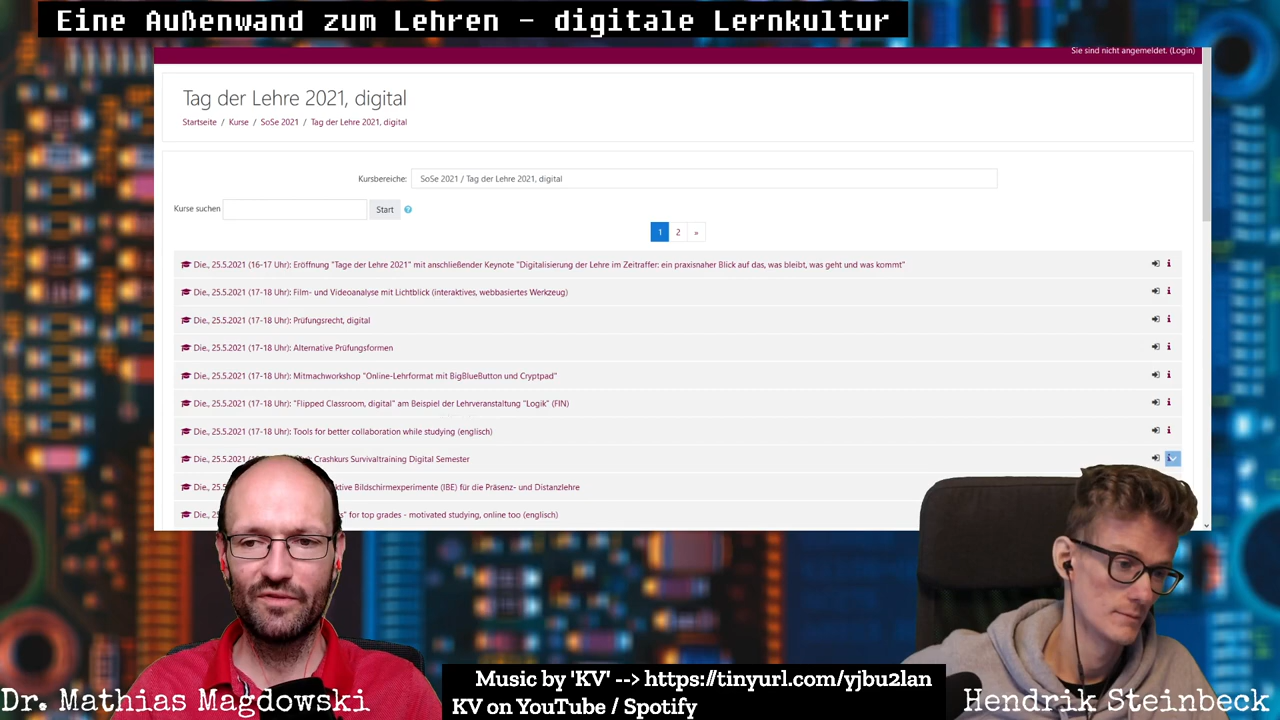 Eine Außenwand zum Lehren - digitale Lernkultur
Sie sind nicht angemeldet. (Login)
Tag der Lehre 2021, digital
Startseite / Kurse / SoSe 2021 / Tag der Lehre 2021, digital
Kursbereiche: SoSe 2021 / Tag der Lehre 2021, digital
Kurse suchen Start
1 2 »
Die., 25.5.2021 (16-17 Uhr): Eröffnung "Tage der Lehre 2021" mit anschließender Keynote "Digitalisierung der Lehre im Zeitraffer: ein praxisnaher Blick auf das, was bleibt, was geht und was kommt"
Die., 25.5.2021 (17-18 Uhr): Film- und Videoanalyse mit Lichtblick (interaktives, webbasiertes Werkzeug)
Die., 25.5.2021 (17-18 Uhr): Prüfungsrecht, digital
Die., 25.5.2021 (17-18 Uhr): Alternative Prüfungsformen
Die., 25.5.2021 (17-18 Uhr): Mitmachworkshop "Online-Lehrformat mit BigBlueButton und Cryptpad"
Die., 25.5.2021 (17-18 Uhr): "Flipped Classroom, digital" am Beispiel der Lehrveranstaltung "Logik" (FIN)
Die., 25.5.2021 (17-18 Uhr): Tools for better collaboration while studying (englisch)
Die., 25.5.2021 Crashkurs Survivaltraining Digital Semester
Die., Bildschirmexperimente (IBE) für die Präsenz- und Distanzlehre
Die., for top grades - motivated studying, online too (englisch)
Music by 'KV' --> https://tinyurl.com/yjbu2lan
KV on YouTube / Spotify
Dr. Mathias Magdowski
Hendrik Steinbeck